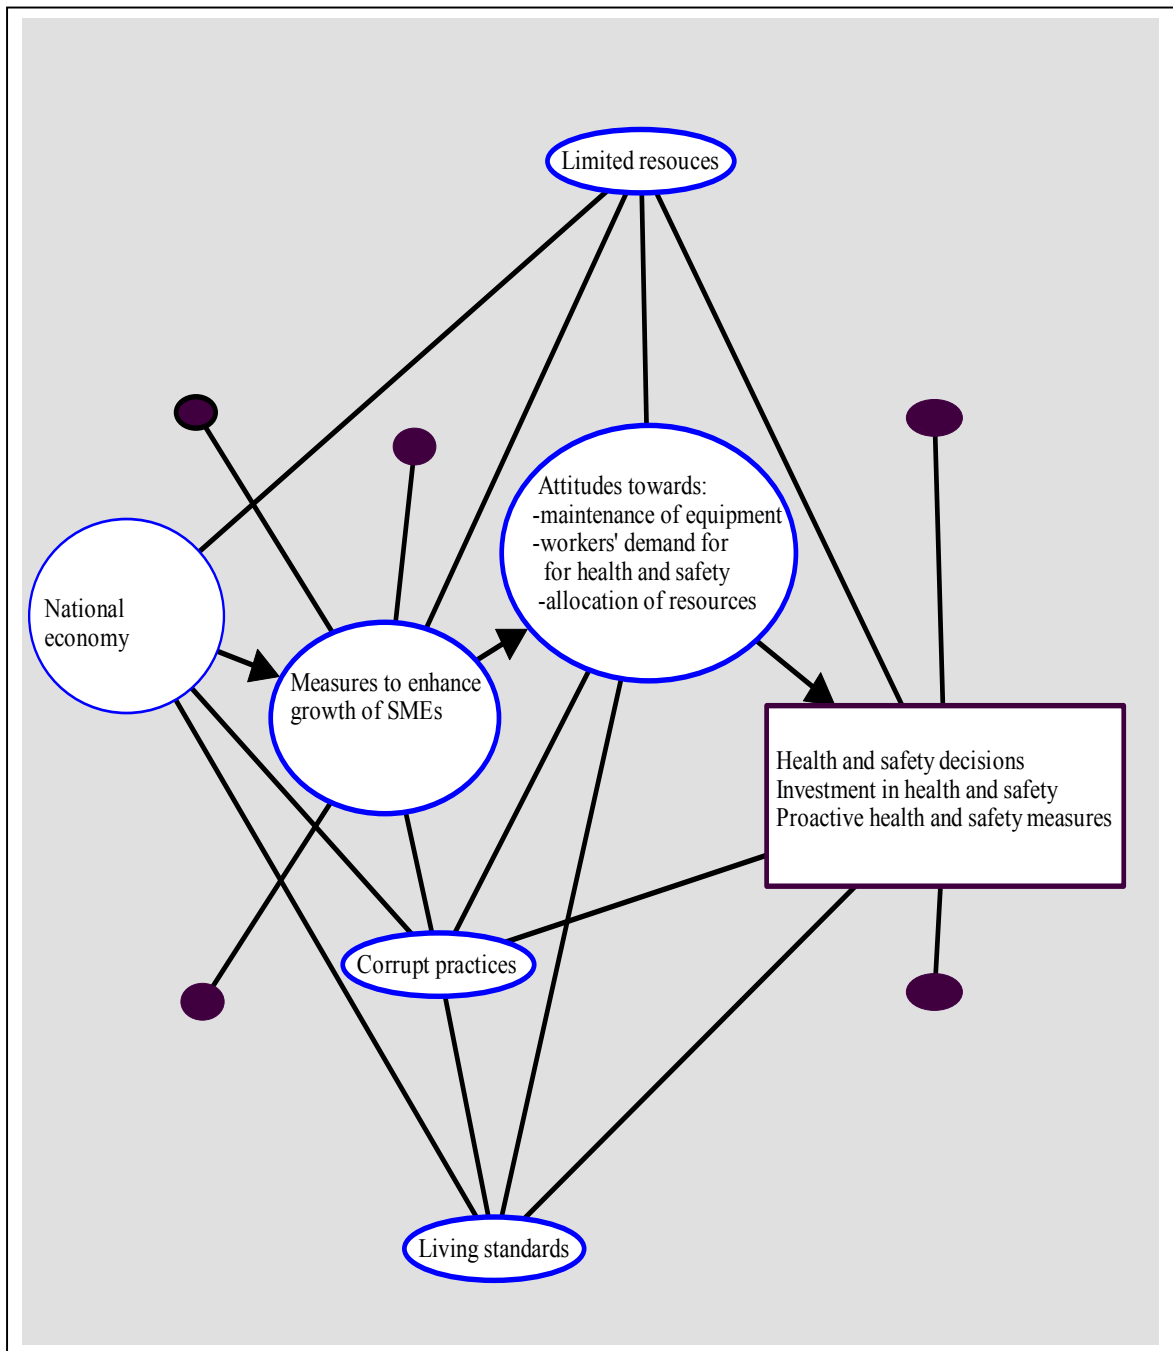 Limited resouces
Attitudes towards:
-maintenance of equipment
-workers' demand for
for health and safety
-allocation of resources
National
economy
Measures to enhance
growth of SMEs
Health and safety decisions
Investment in health and safety
Proactive health and safety measures
Corrupt practices
Living standards